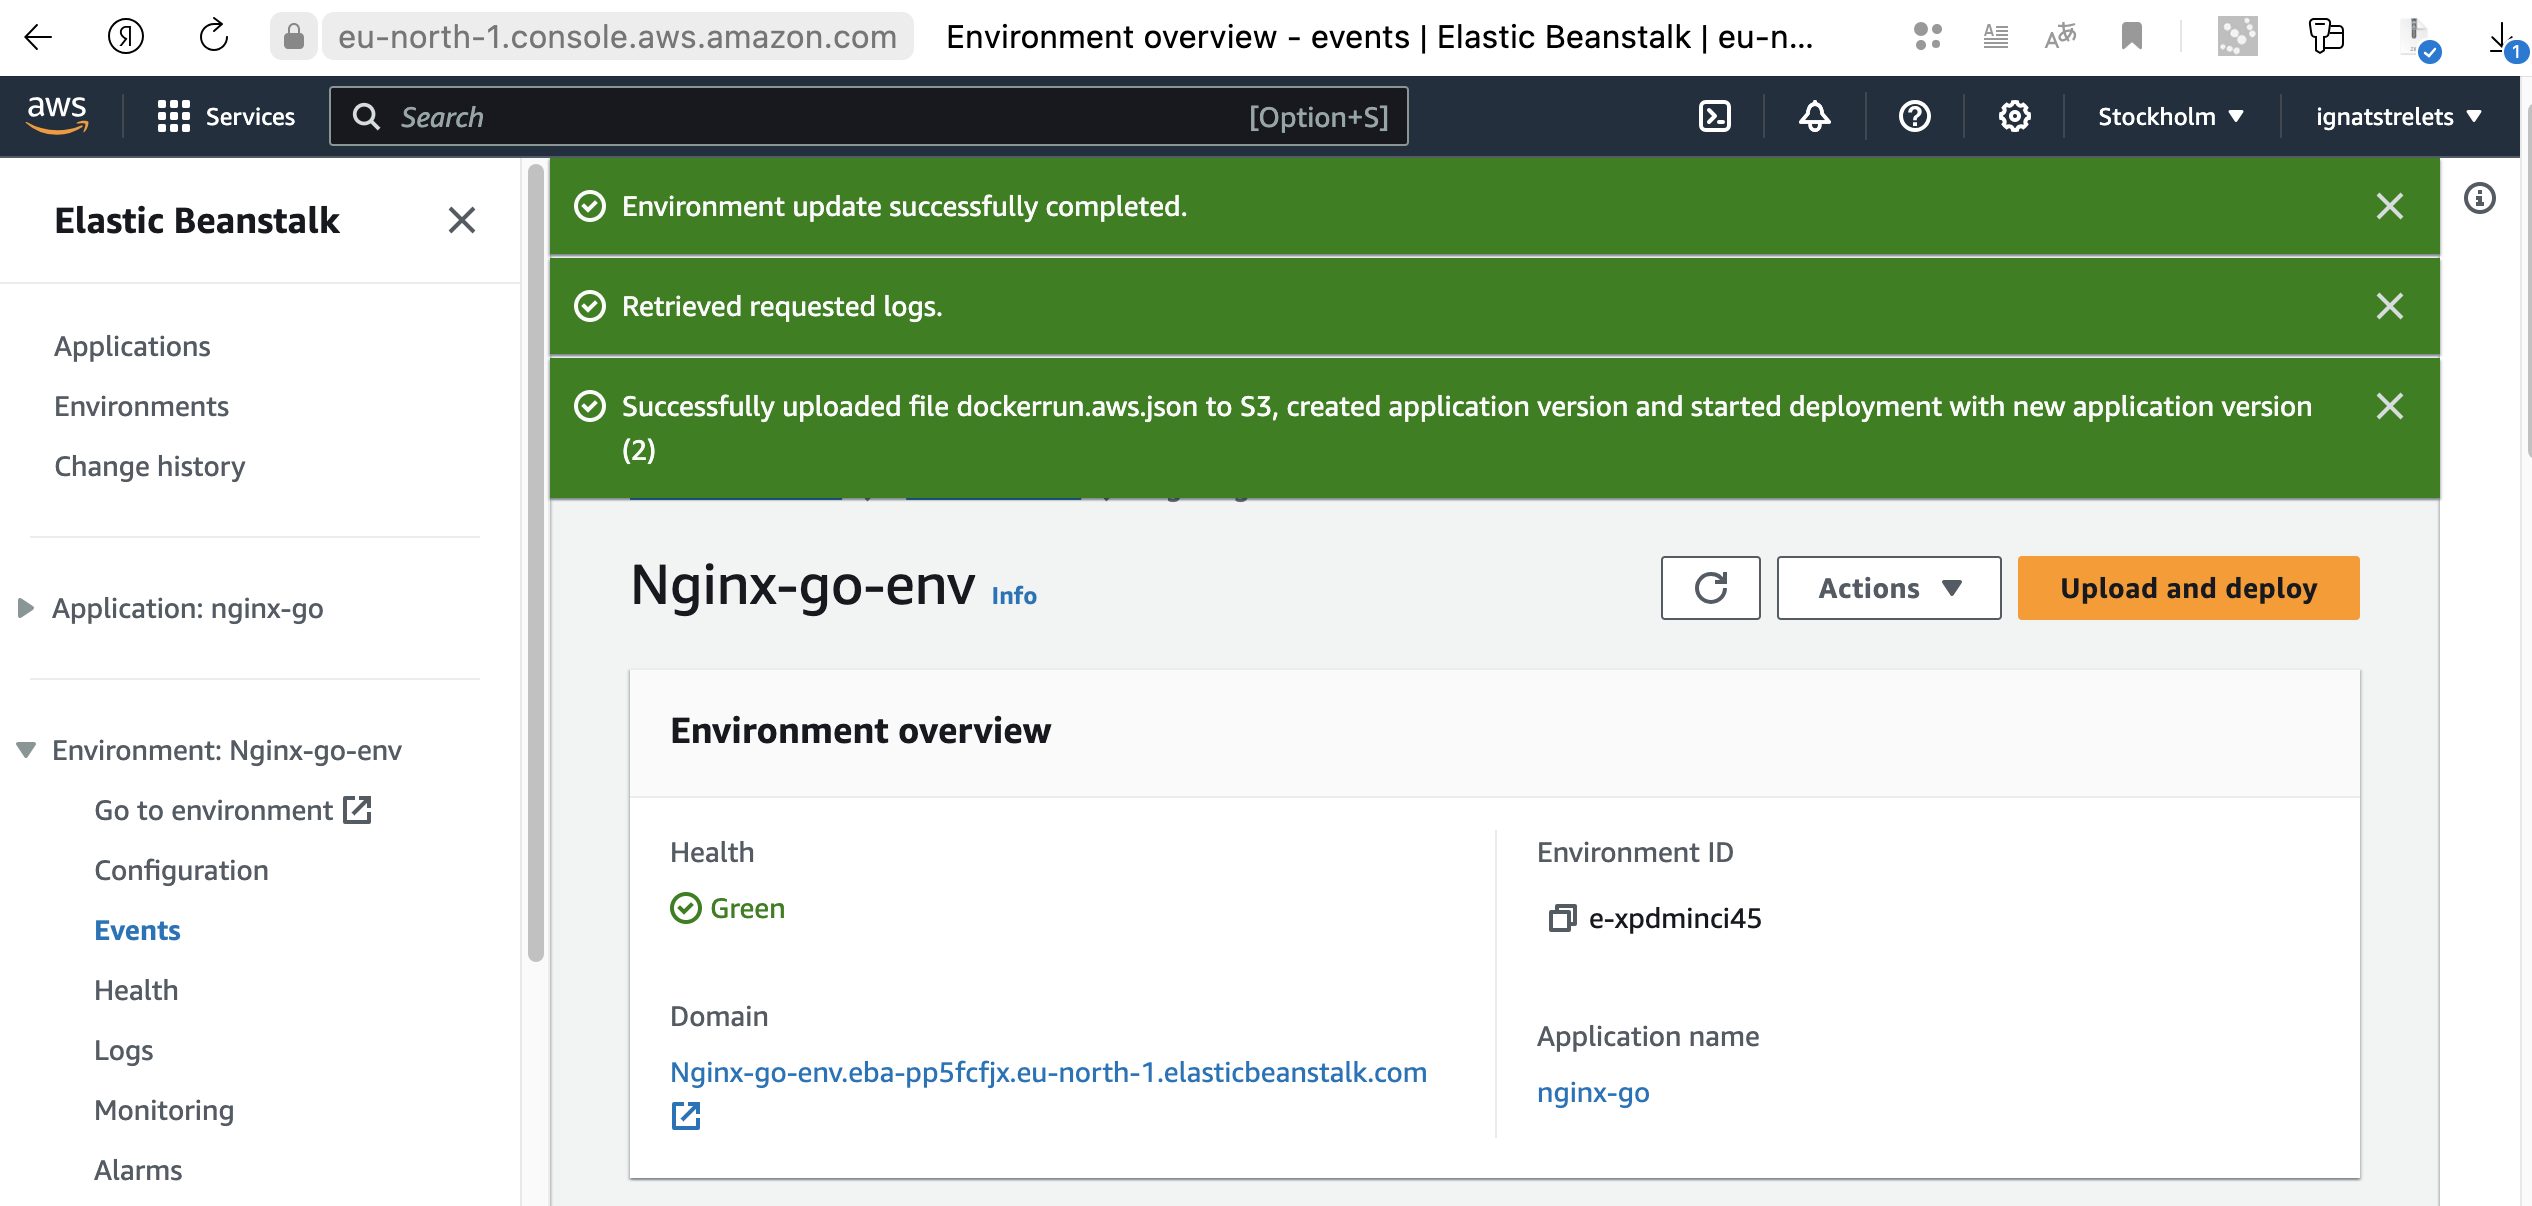 eu-north-1.console.aws.amazon.com Environment overview - events | Elastic Beanstalk | eu-n...
1
aws Services Search [Option+S] Stockholm ignatstrelets
Elastic Beanstalk
Applications
Environments
Change history
Application: nginx-go
Environment: Nginx-go-env
Go to environment
Configuration
Events
Health
Logs
Monitoring
Alarms
Environment update successfully completed.
Retrieved requested logs.
Successfully uploaded file dockerrun.aws.json to S3, created application version and started deployment with new application version
(2)
Nginx-go-env Info
Actions
Upload and deploy
Environment overview
Health
Green
Domain
Nginx-go-env.eba-pp5fcfjx.eu-north-1.elasticbeanstalk.com
Environment ID
e-xpdminci45
Application name
nginx-go